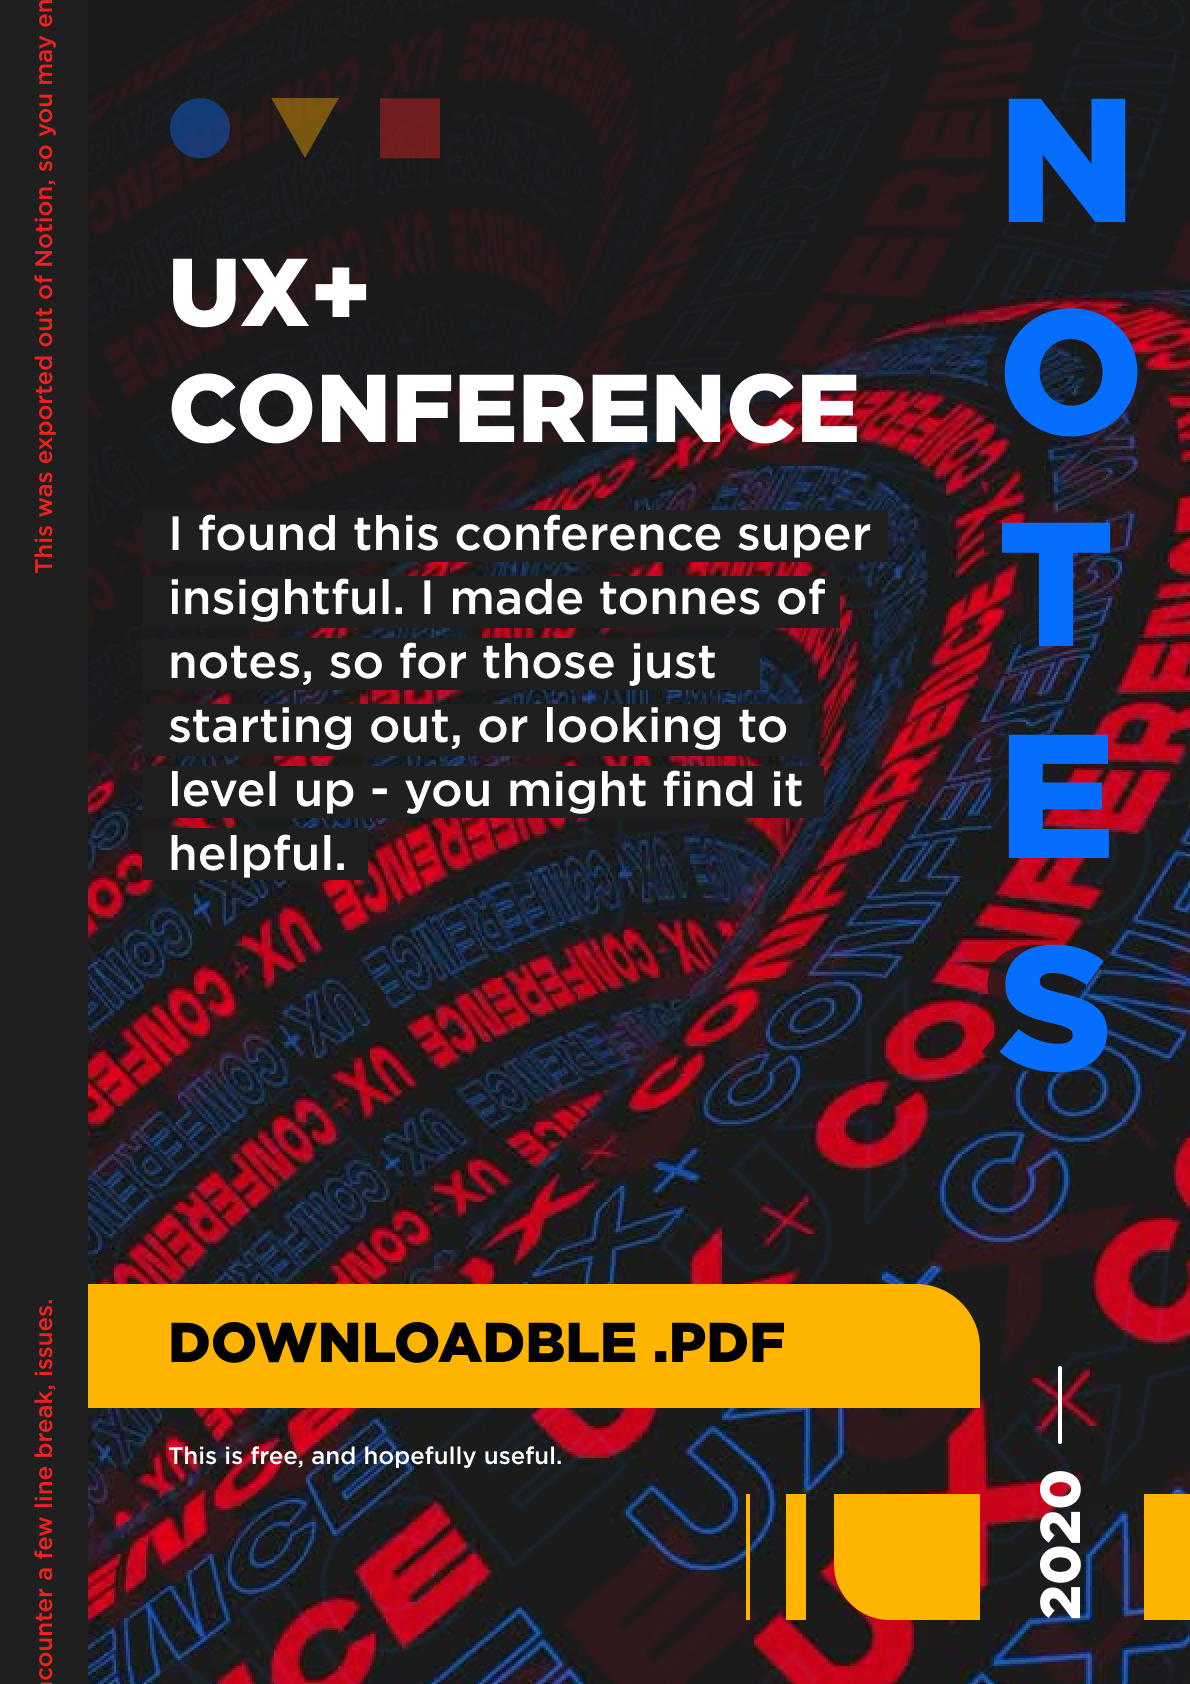 This was exported out of Notion, so you may en
counter a few line break, issues.
UX+
CONFERENCE
I found this conference super
insightful. I made tonnes of
notes, so for those just
starting out, or looking to
level up - you might find it
helpful.
NOTES
DOWNLOADBLE .PDF
This is free, and hopefully useful.
2020
UX+ CONFERENCE